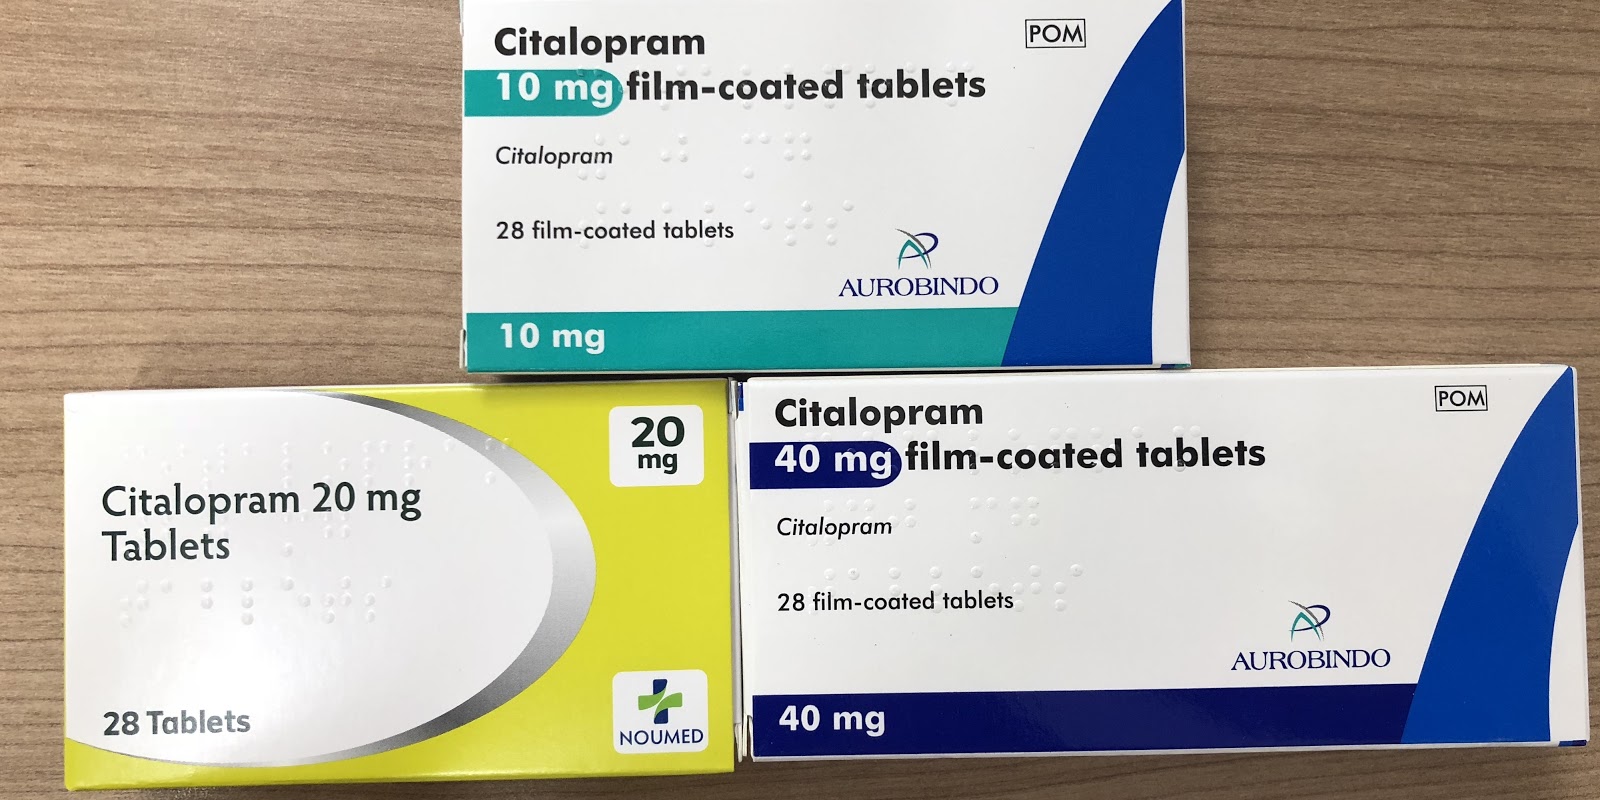 Citalopram
POM
10 mg film-coated tablets
Citalopram
28 film-coated tablets
AUROBINDO
10 mg
20
mg
Citalopram 20 mg
Tablets
28 Tablets
NOUMED
Citalopram
POM
40 mg film-coated tablets
Citalopram
28 film-coated tablets
AUROBINDO
40 mg